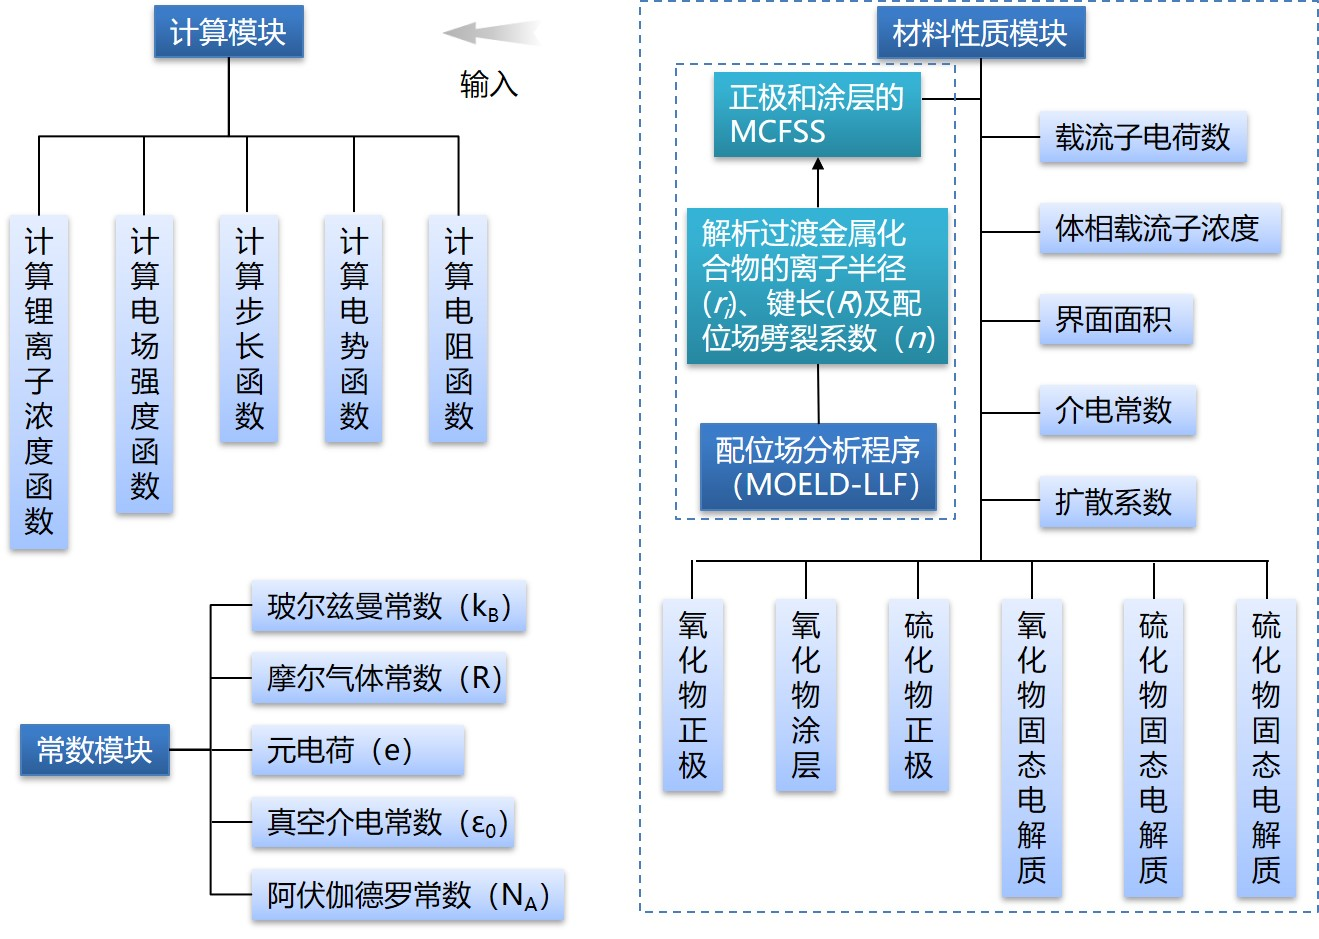 计算模块
输入
计算锂离子浓度函数
计算电场强度函数
计算步长函数
计算电势函数
计算电阻函数
常数模块
玻尔兹曼常数（kB）
摩尔气体常数（R）
元电荷（e）
真空介电常数（ε0）
阿伏伽德罗常数（NA）
材料性质模块
正极和涂层的
MCFSS
解析过渡金属化
合物的离子半径
(ri)、键长(R)及配
位场劈裂系数（n）
配位场分析程序
（MOELD-LLF）
载流子电荷数
体相载流子浓度
界面面积
介电常数
扩散系数
氧化物正极
氧化物涂层
硫化物正极
氧化物固态电解质
硫化物固态电解质
硫化物固态电解质